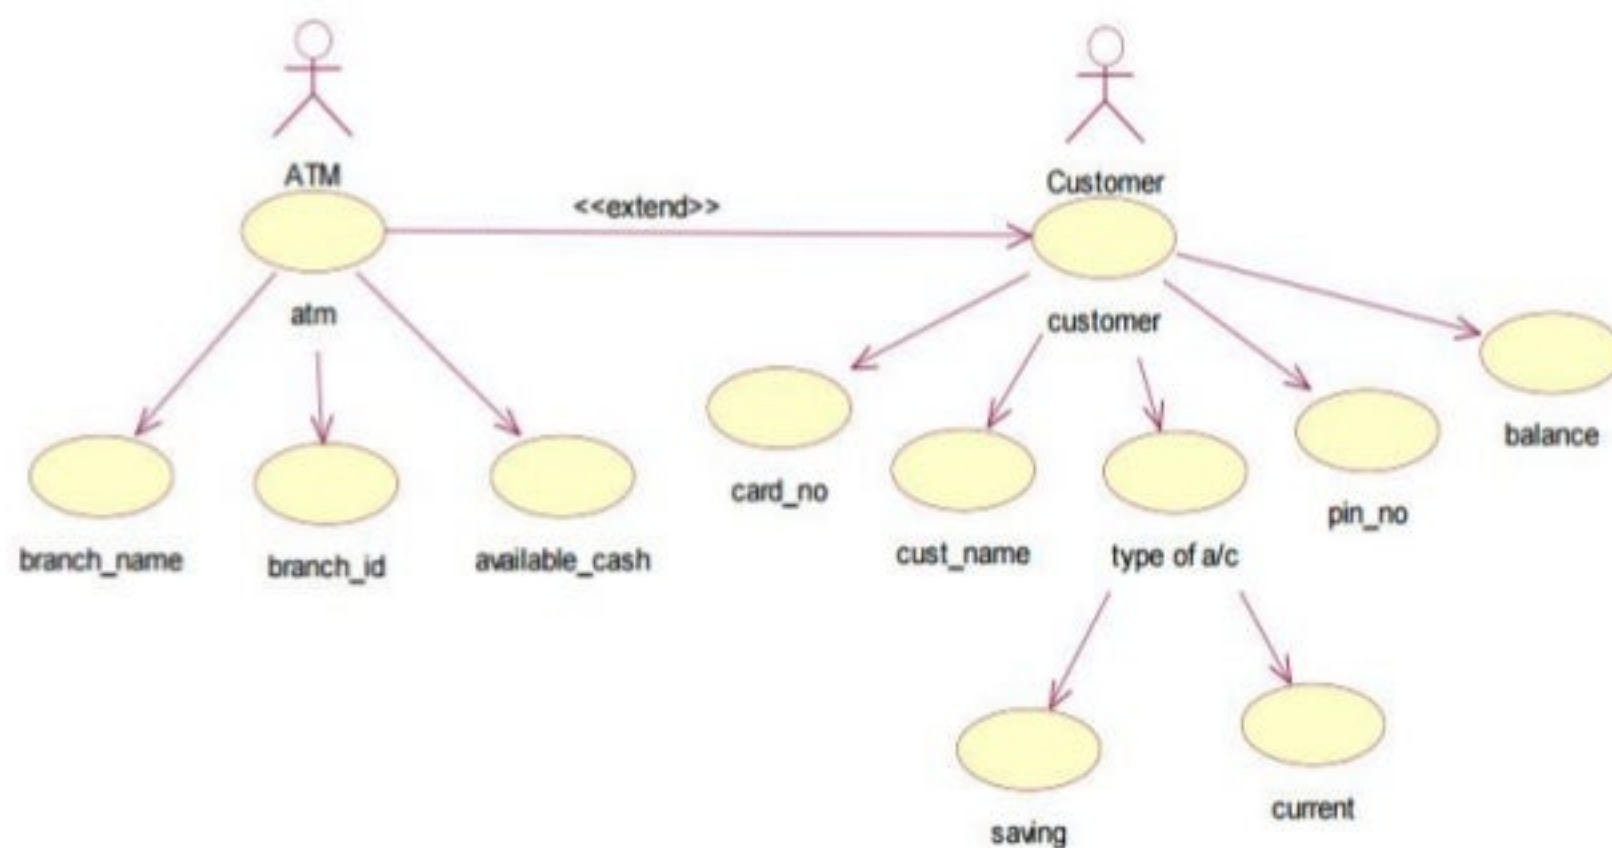 ATM
Customer
<<extend>>
atm
customer
balance
card_no
pin_no
branch_name
branch_id
available_cash
cust_name
type of a/c
saving
current